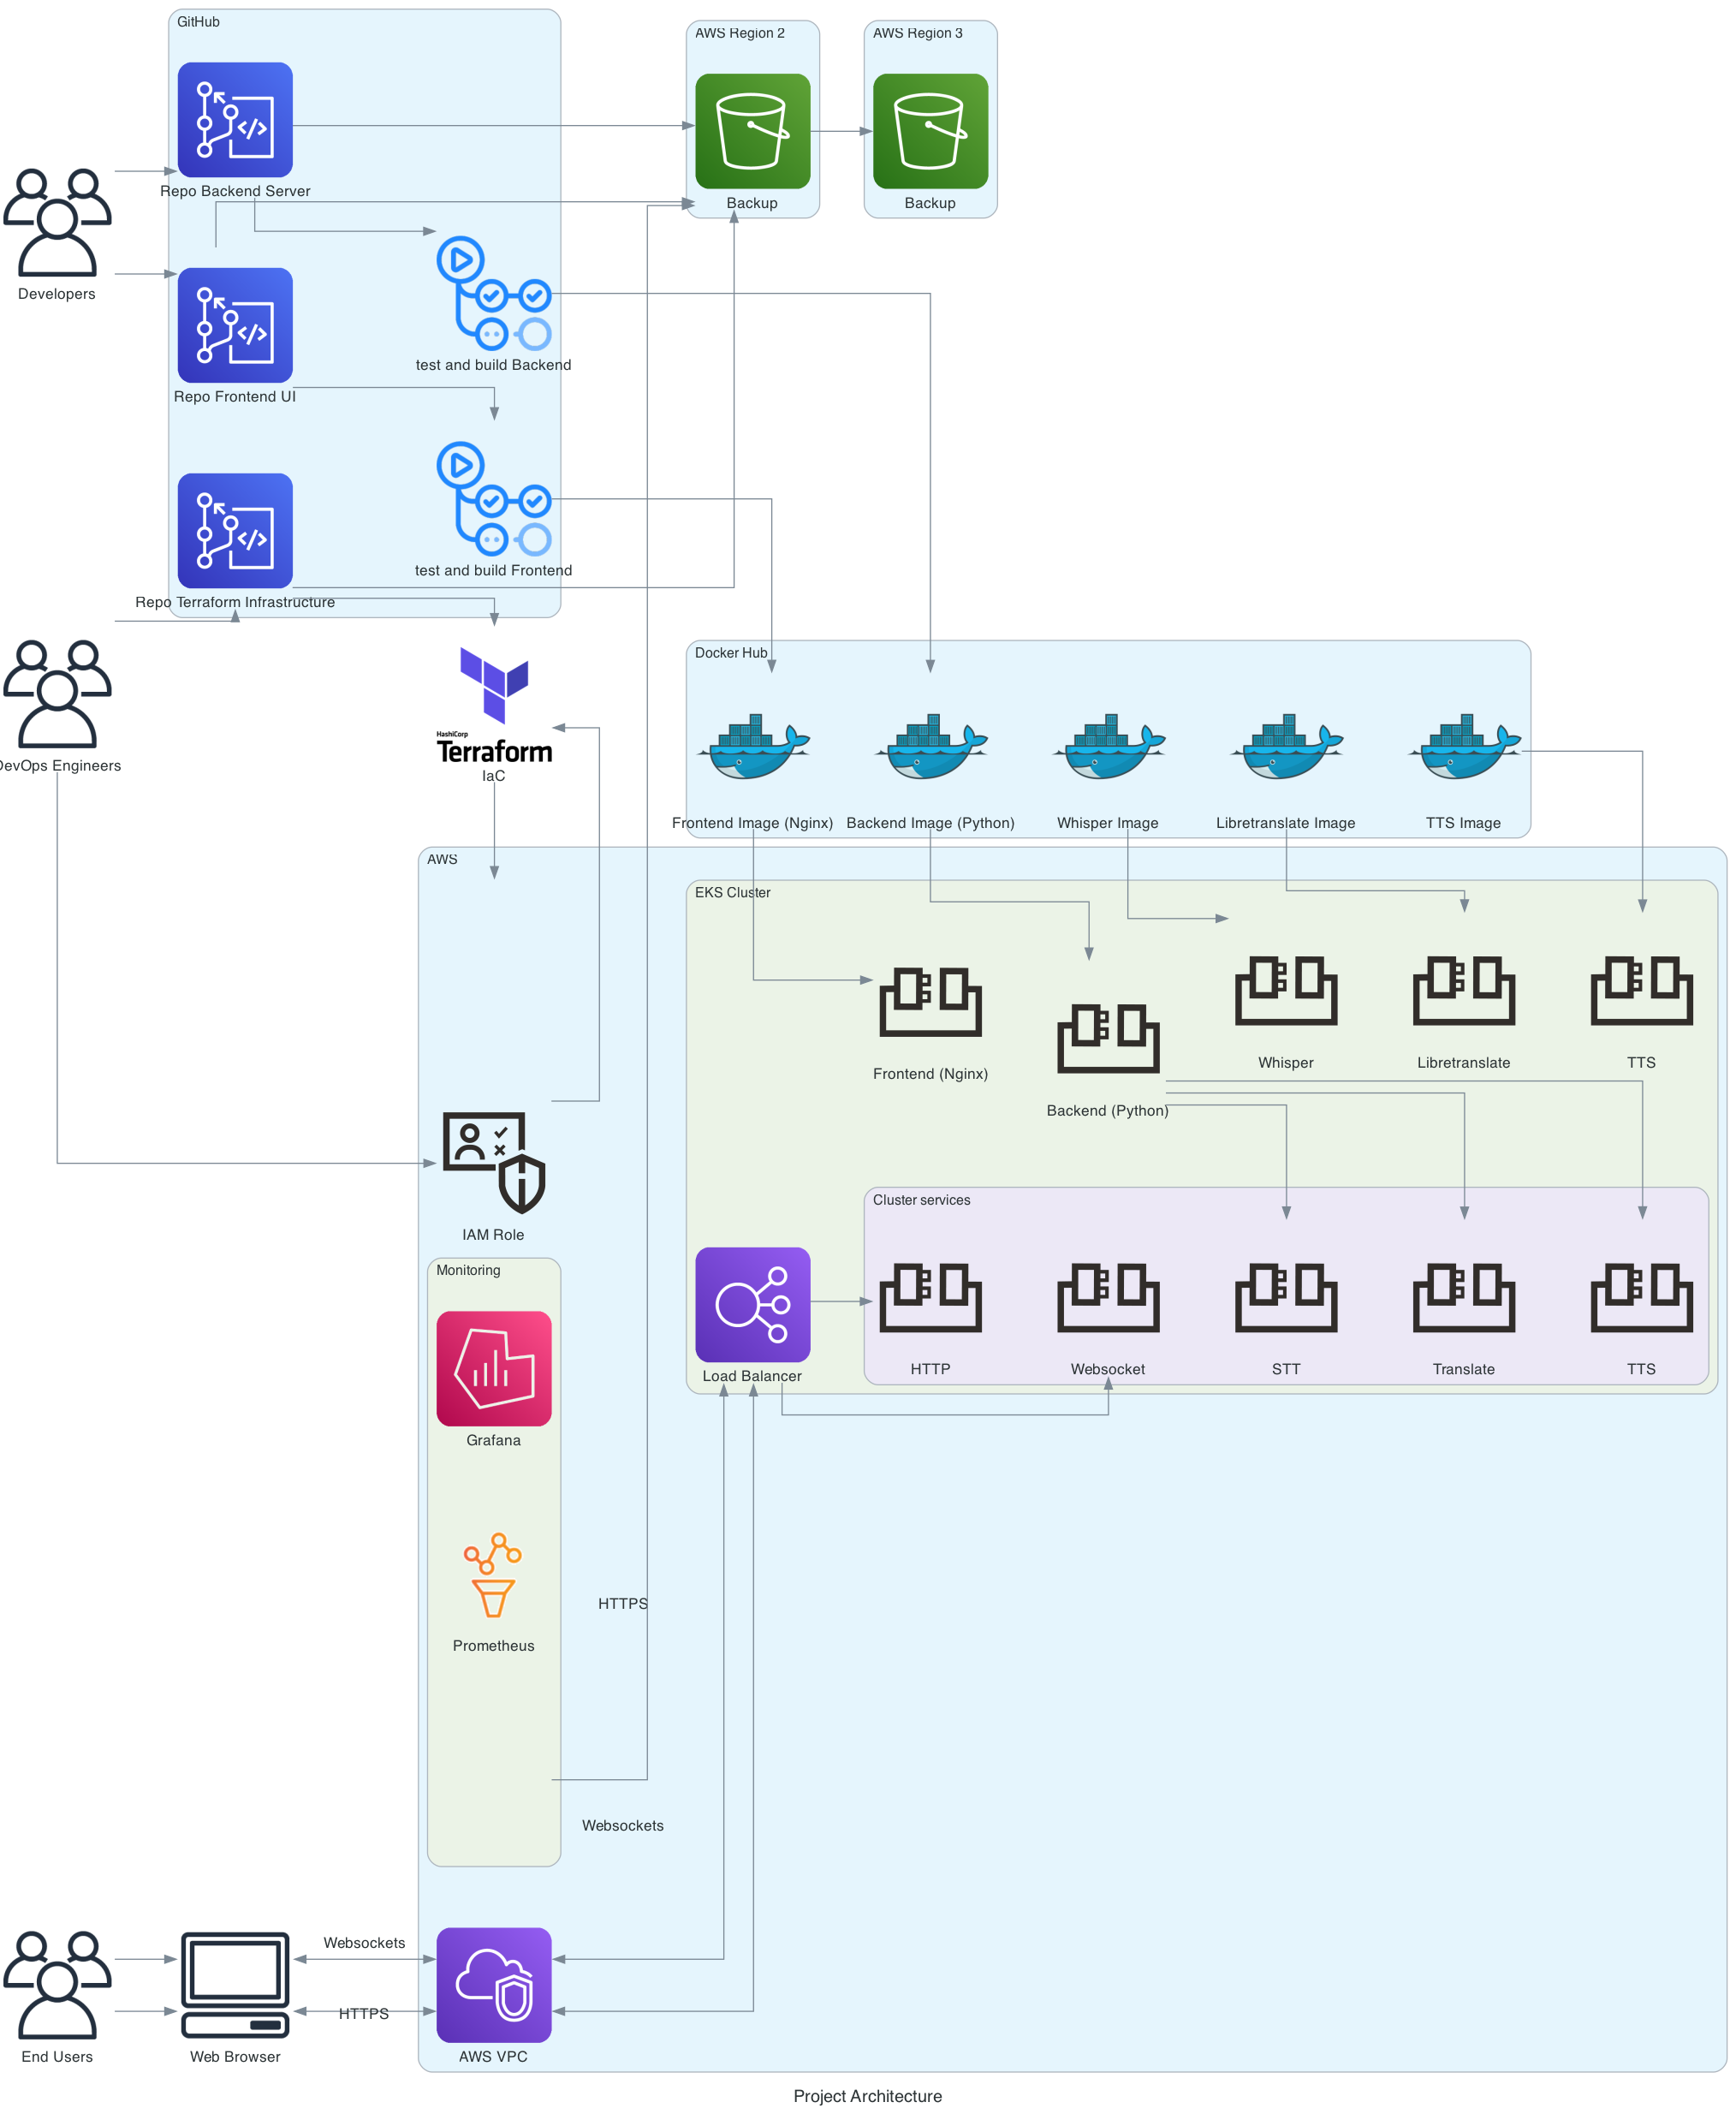 GitHub
AWS Region 2
AWS Region 3
Repo Backend Server
Backup
Backup
Developers
test and build Backend
Repo Frontend UI
test and build Frontend
Repo Terraform Infrastructure
Docker Hub
HashiCorp
Terraform
IaC
DevOps Engineers
Frontend Image (Nginx)
Backend Image (Python)
Whisper Image
Libretranslate Image
TTS Image
AWS
EKS Cluster
Frontend (Nginx)
Backend (Python)
Whisper
Libretranslate
TTS
IAM Role
Cluster services
Monitoring
Load Balancer
HTTP
Websocket
STT
Translate
TTS
Grafana
HTTPS
Prometheus
Websockets
Websockets
HTTPS
End Users
Web Browser
AWS VPC
Project Architecture